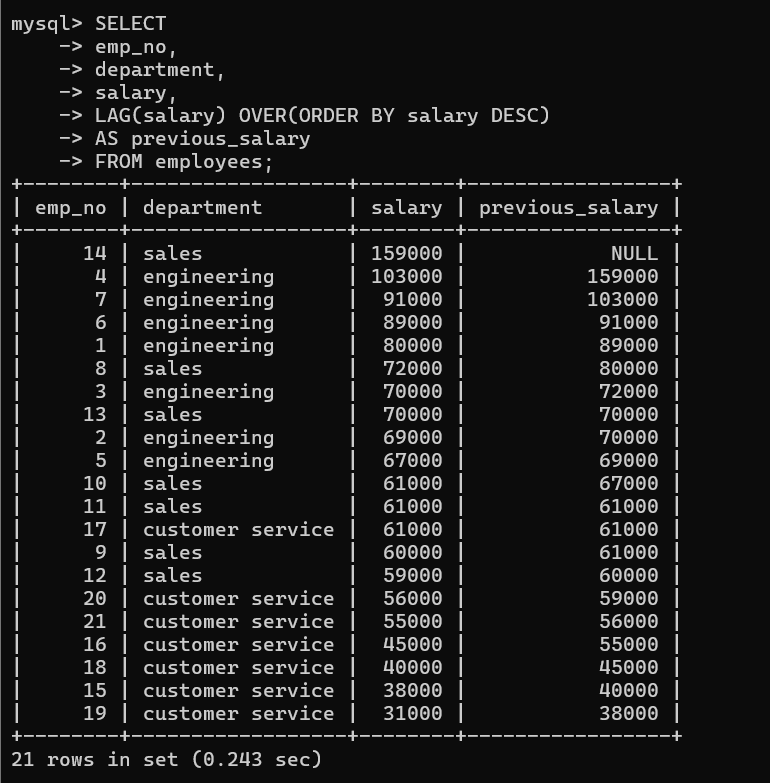 mysql> SELECT
    -> emp_no,
    -> department,
    -> salary,
    -> LAG(salary) OVER(ORDER BY salary DESC)
    -> AS previous_salary
    -> FROM employees;
+--------+------------------+--------+-----------------+
| emp_no | department       | salary | previous_salary |
+--------+------------------+--------+-----------------+
|     14 | sales            | 159000 |            NULL |
|      4 | engineering      | 103000 |          159000 |
|      7 | engineering      |  91000 |          103000 |
|      6 | engineering      |  89000 |           91000 |
|      1 | engineering      |  80000 |           89000 |
|      8 | sales            |  72000 |           80000 |
|      3 | engineering      |  70000 |           72000 |
|     13 | sales            |  70000 |           70000 |
|      2 | engineering      |  69000 |           70000 |
|      5 | engineering      |  67000 |           69000 |
|     10 | sales            |  61000 |           67000 |
|     11 | sales            |  61000 |           61000 |
|     17 | customer service |  61000 |           61000 |
|      9 | sales            |  60000 |           61000 |
|     12 | sales            |  59000 |           60000 |
|     20 | customer service |  56000 |           59000 |
|     21 | customer service |  55000 |           56000 |
|     16 | customer service |  45000 |           55000 |
|     18 | customer service |  40000 |           45000 |
|     15 | customer service |  38000 |           40000 |
|     19 | customer service |  31000 |           38000 |
+--------+------------------+--------+-----------------+
21 rows in set (0.243 sec)